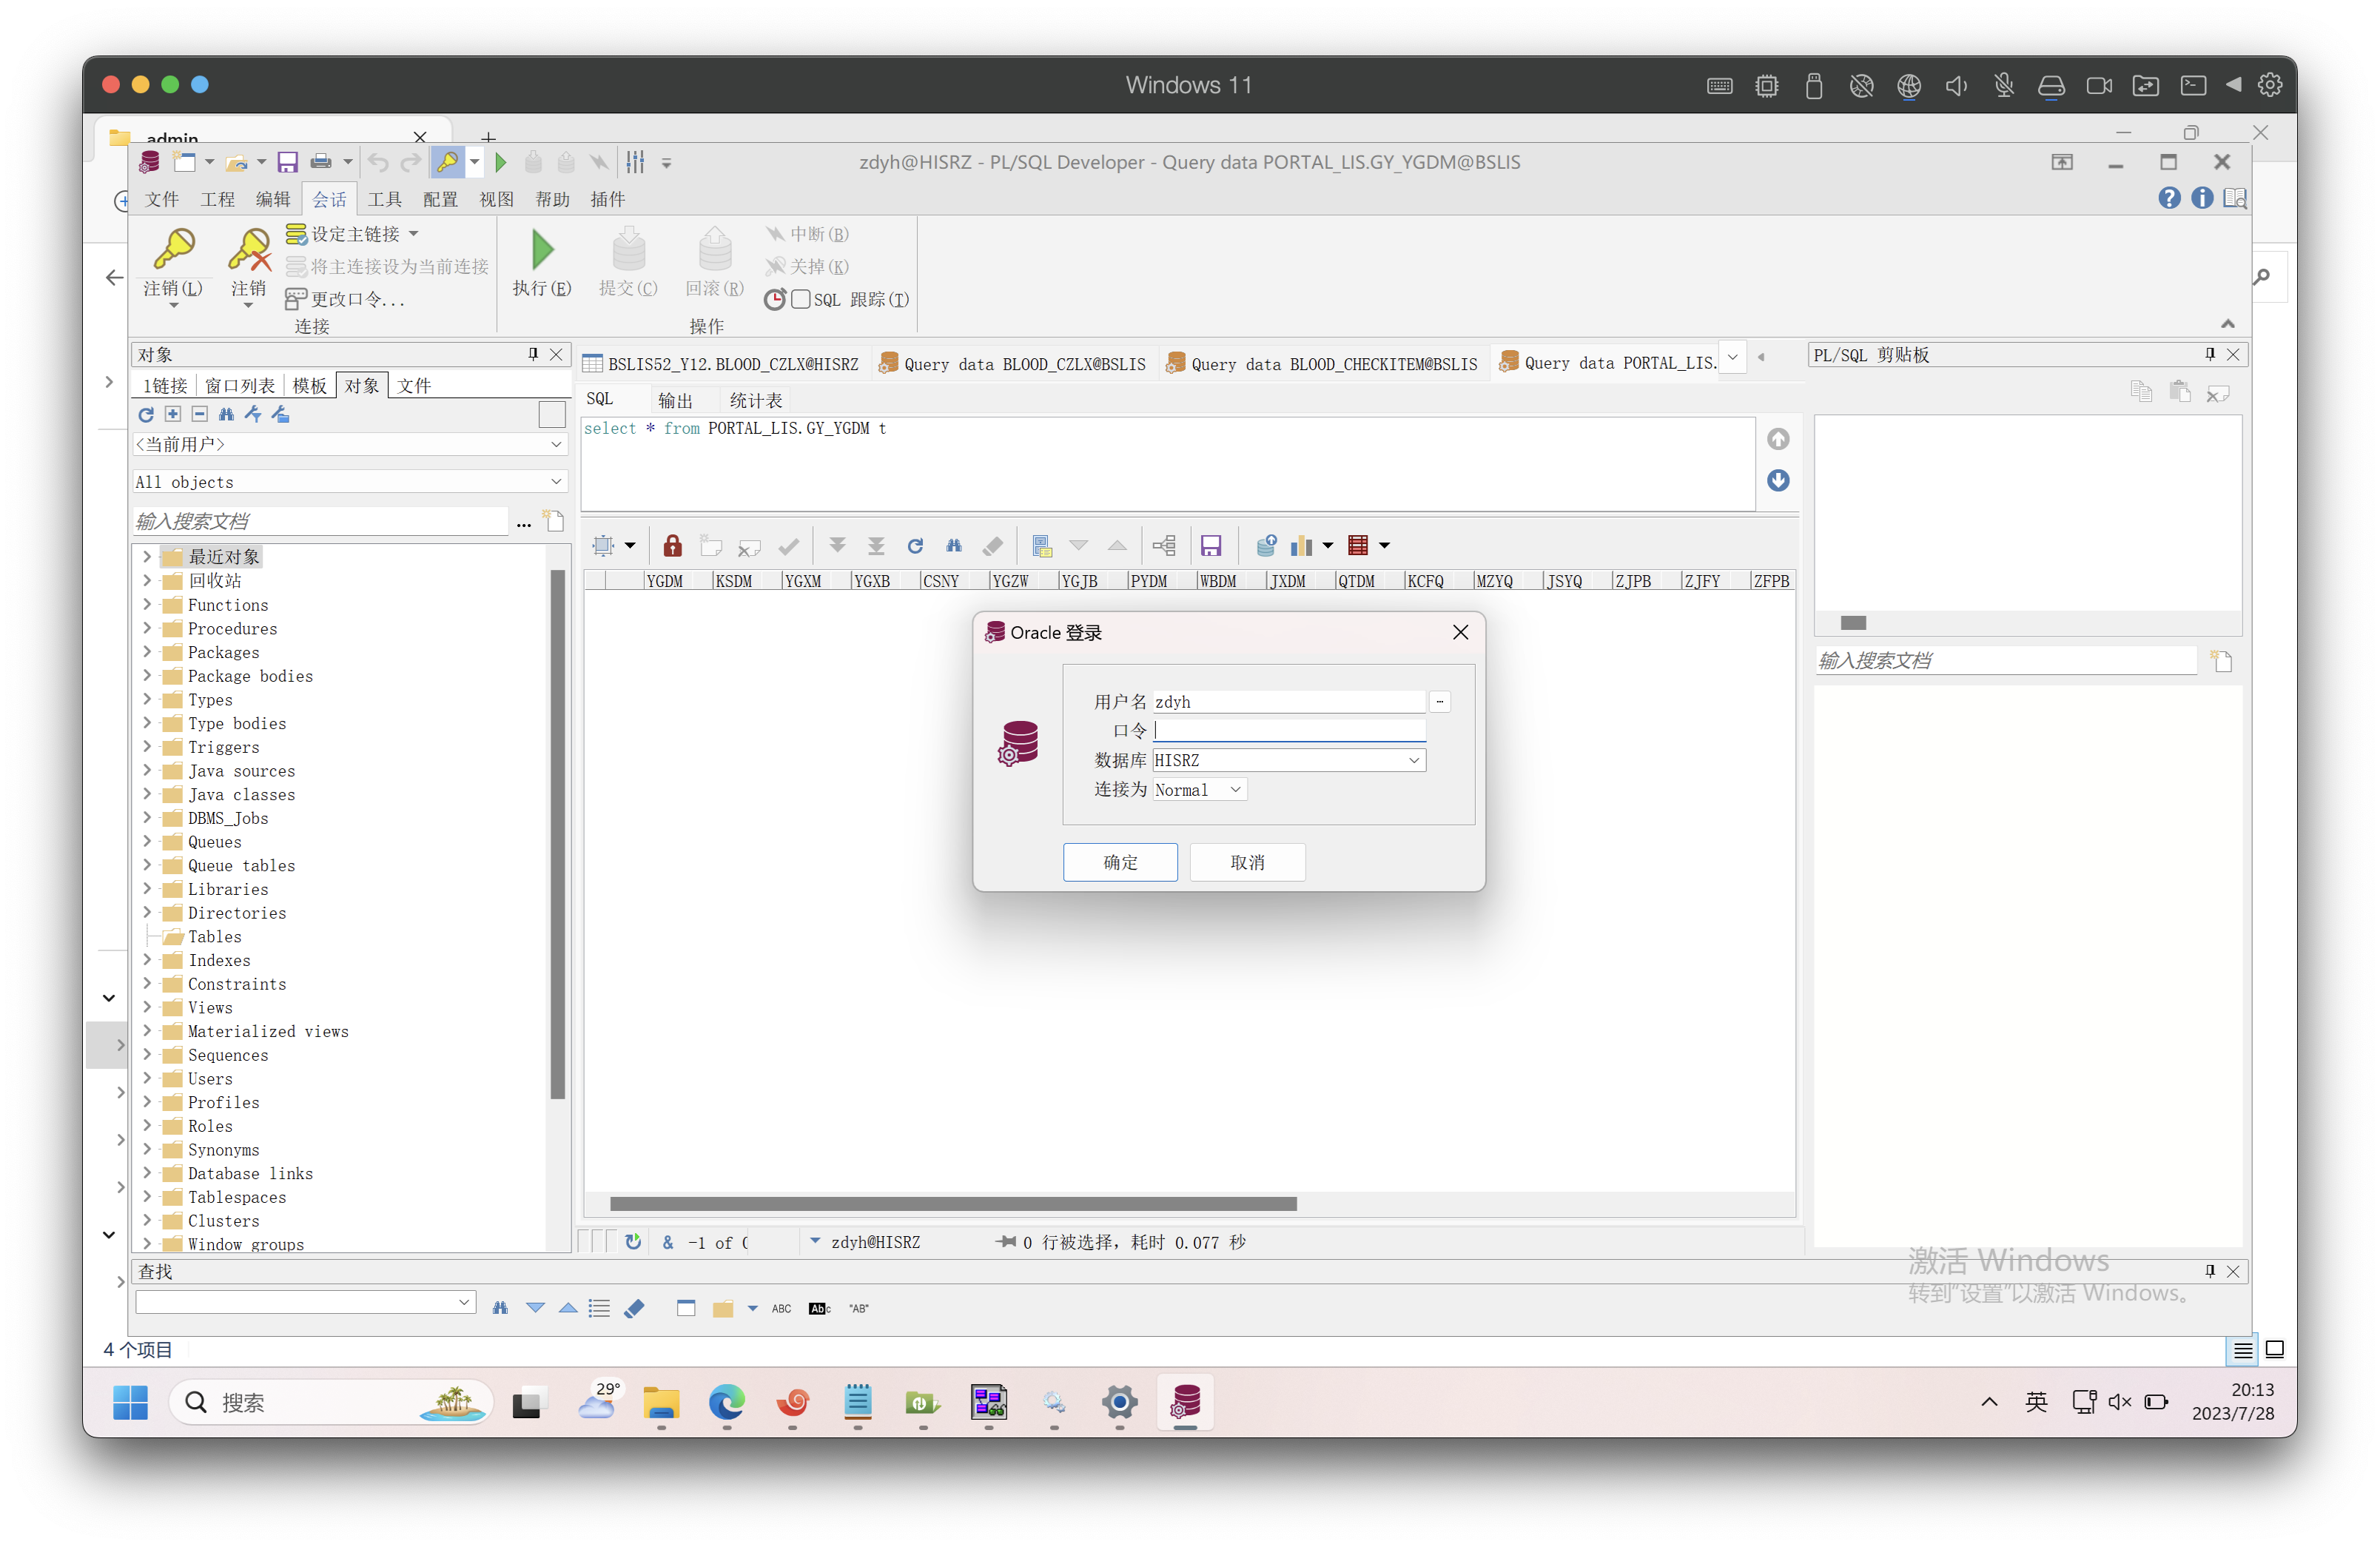 Windows 11
admin
zdyh@HISRZ - PL/SQL Developer - Query data PORTAL_LIS.GY_YGDM@BSLIS
文件 工程 编辑 会话 工具 配置 视图 帮助 插件
注销(L)
注销
设定主链接
将主连接设为当前连接
更改口令...
连接
执行(E)
提交(C)
回滚(R)
中断(B)
关掉(K)
SQL 跟踪(T)
操作
对象
l链接 窗口列表 模板 对象 文件
<当前用户>
All objects
输入搜索文档
...
最近对象
回收站
Functions
Procedures
Packages
Package bodies
Types
Type bodies
Triggers
Java sources
Java classes
DBMS_Jobs
Queues
Queue tables
Libraries
Directories
Tables
Indexes
Constraints
Views
Materialized views
Sequences
Users
Profiles
Roles
Synonyms
Database links
Tablespaces
Clusters
Window groups
BSLIS52_Y12.BLOOD_CZLX@HISRZ
Query data BLOOD_CZLX@BSLIS
Query data BLOOD_CHECKITEM@BSLIS
Query data PORTAL_LIS.
SQL 输出 统计表
select * from PORTAL_LIS.GY_YGDM t
YGDM KSDM YGXM YGXB CSNY YGZW YGJB PYDM WBDM JXDM QTDM KCFQ MZYQ JSYQ ZJPB ZJFY ZFPB
Oracle 登录
用户名 zdyh
...
口令
数据库 HISRZ
连接为 Normal
确定 取消
& -1 of
zdyh@HISRZ
0 行被选择, 耗时 0.077 秒
PL/SQL 剪贴板
输入搜索文档
查找
ABC
Abc
"AB"
激活 Windows
转到"设置"以激活 Windows。
4 个项目
搜索
29°
英
20:13
2023/7/28